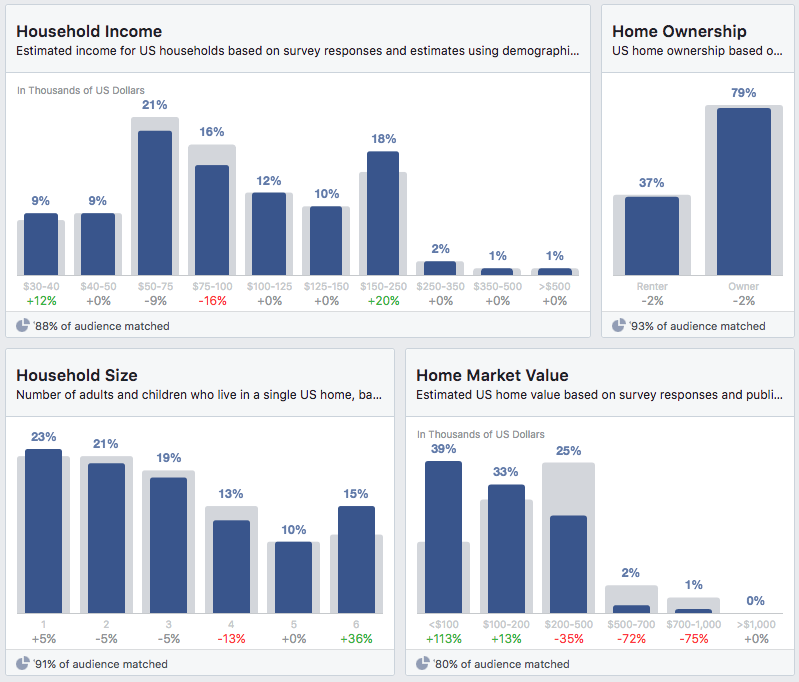 Household Income
Estimated income for US households based on survey responses and estimates using demographi...
In Thousands of US Dollars
9% 9% 21% 16% 12% 10% 18% 2% 1% 1%
$30-40 $40-50 $50-75 $75-100 $100-125 $125-150 $150-250 $250-350 $350-500 >$500
+12% +0% -9% -16% +0% +0% +20% +0% +0% +0%
'88% of audience matched
Home Ownership
US home ownership based o...
37% 79%
Renter Owner
-2% -2%
'93% of audience matched
Household Size
Number of adults and children who live in a single US home, ba...
23% 21% 19% 13% 10% 15%
1 2 3 4 5 6
+5% -5% -5% -13% +0% +36%
'91% of audience matched
Home Market Value
Estimated US home value based on survey responses and publi...
In Thousands of US Dollars
39% 33% 25% 2% 1% 0%
<$100 $100-200 $200-500 $500-700 $700-1,000 >$1,000
+113% +13% -35% -72% -75% +0%
'80% of audience matched